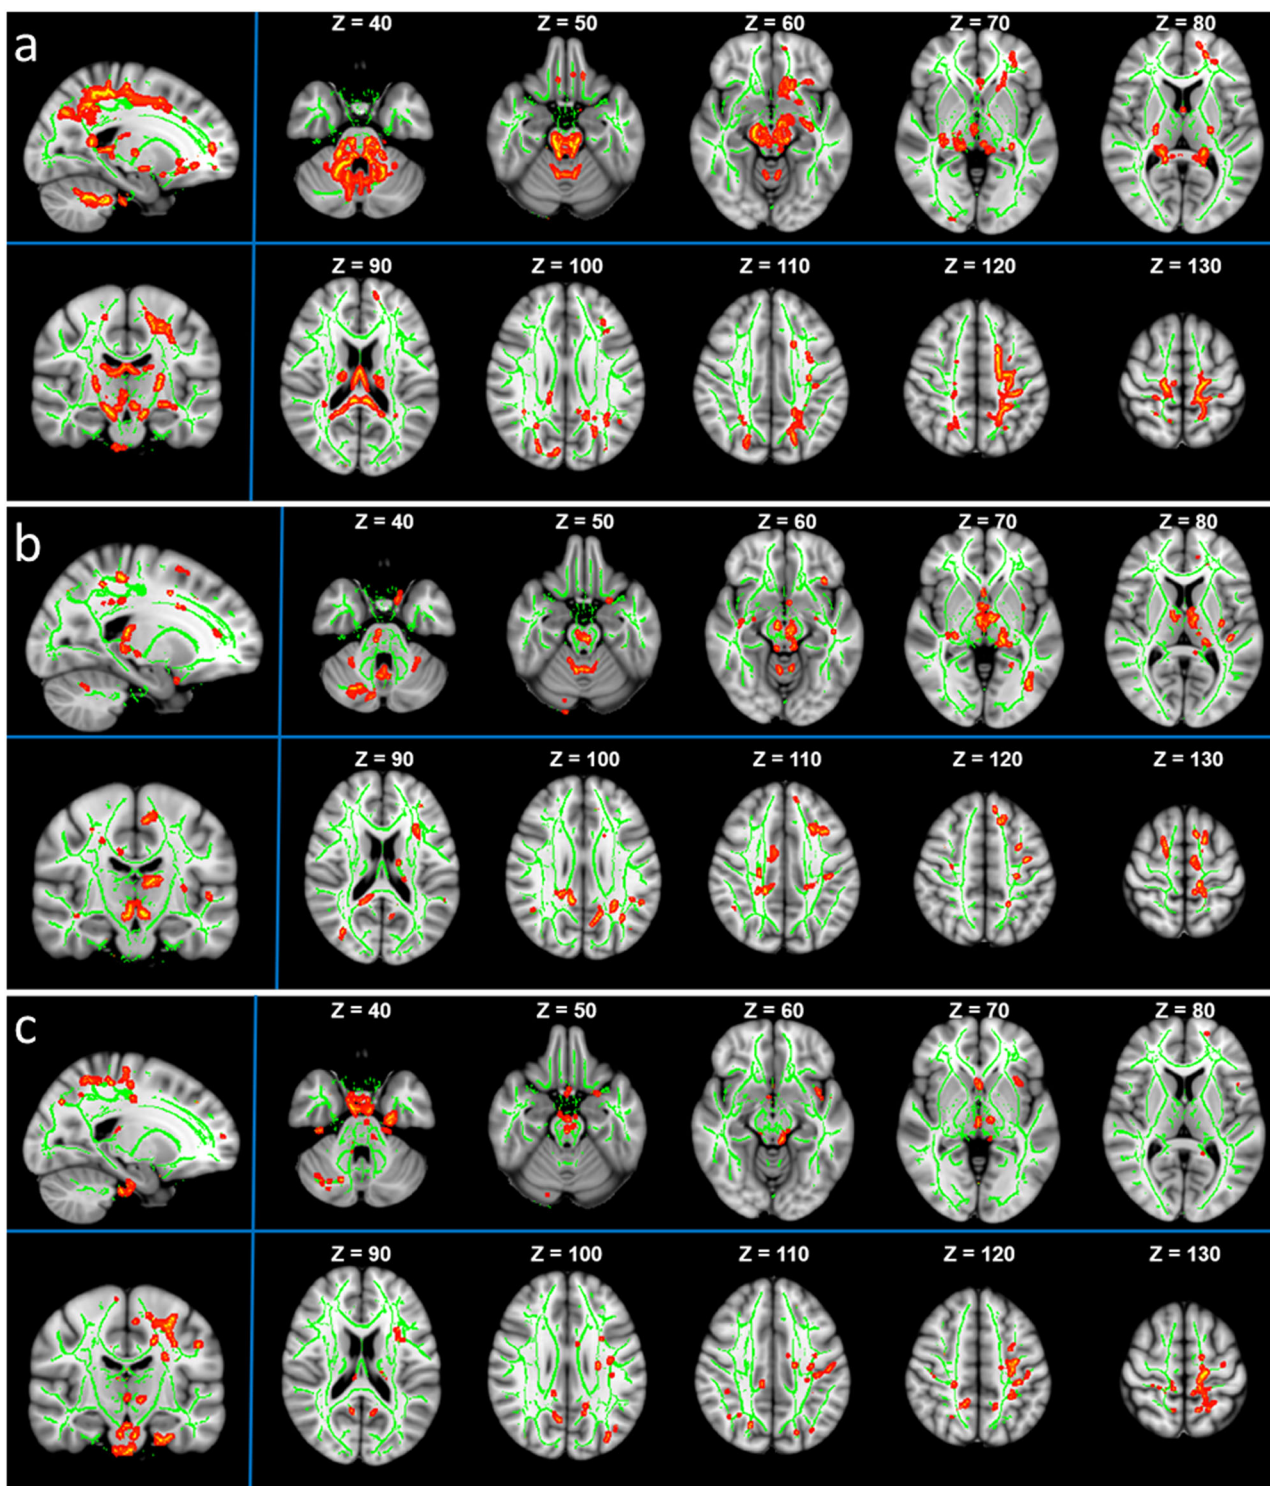 a
Z = 40 Z = 50 Z = 60 Z = 70 Z = 80
Z = 90 Z = 100 Z = 110 Z = 120 Z = 130
b
Z = 40 Z = 50 Z = 60 Z = 70 Z = 80
Z = 90 Z = 100 Z = 110 Z = 120 Z = 130
c
Z = 40 Z = 50 Z = 60 Z = 70 Z = 80
Z = 90 Z = 100 Z = 110 Z = 120 Z = 130